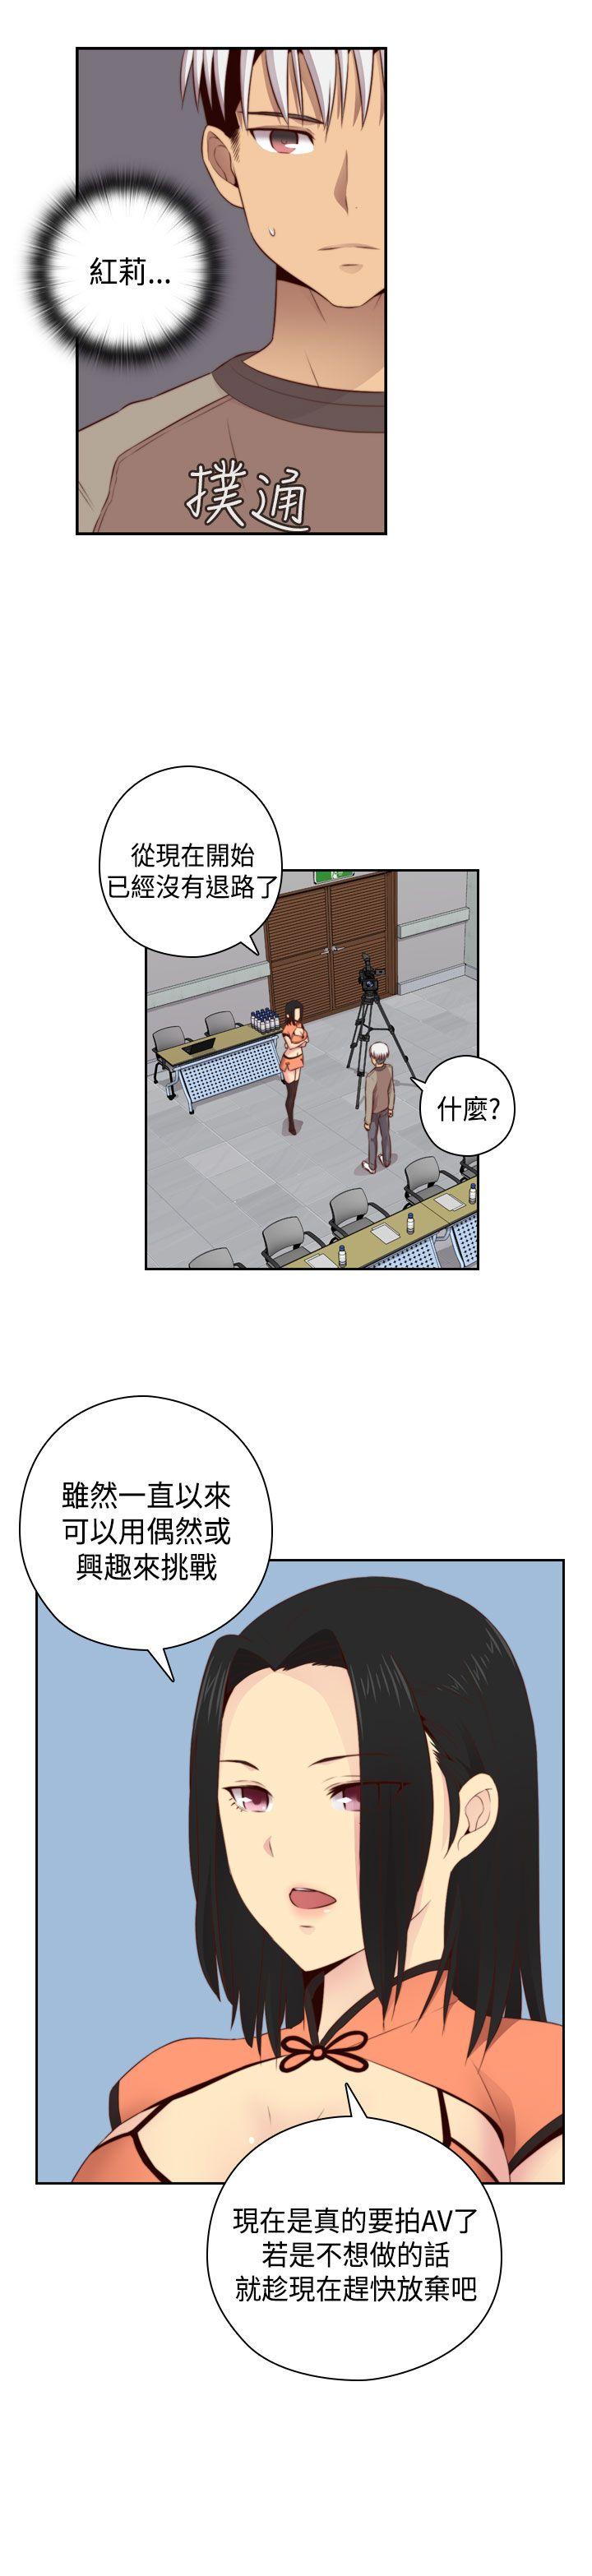 紅莉...
撲通
從現在開始
已經沒有退路了
什麼?
雖然一直以來
可以用偶然或
興趣來挑戰
現在是真的要拍AV了
若是不想做的話
就趁現在趕快放棄吧